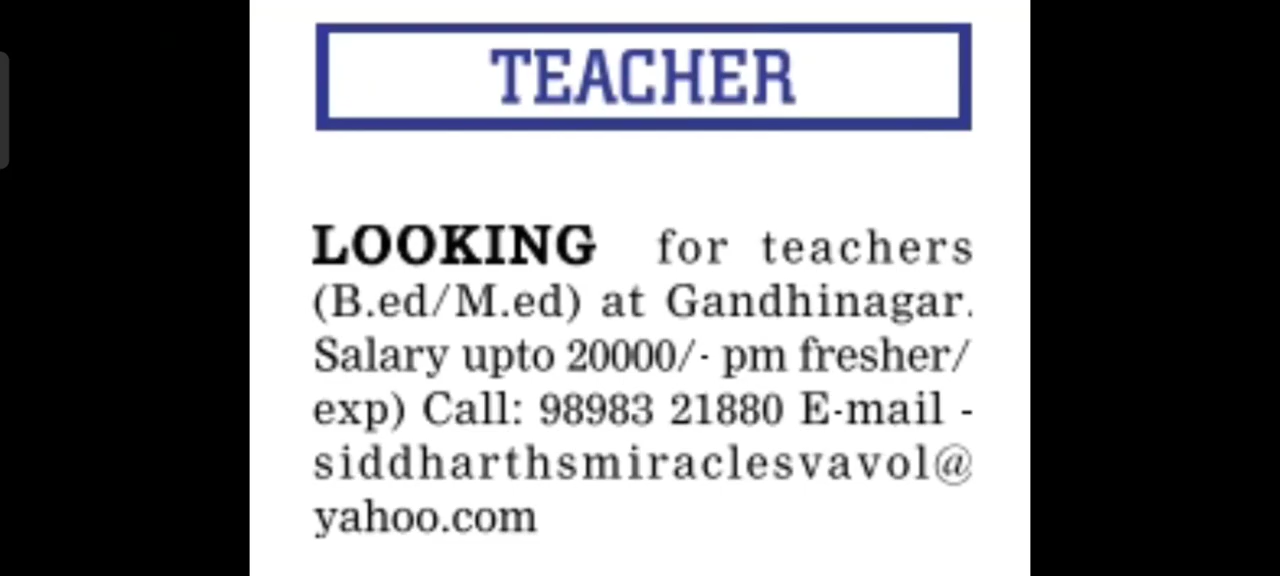 TEACHER
LOOKING for teachers
(B.ed/M.ed) at Gandhinagar.
Salary upto 20000/- pm fresher/
exp) Call: 98983 21880 E-mail -
siddharthsmiraclesvavol@
yahoo.com